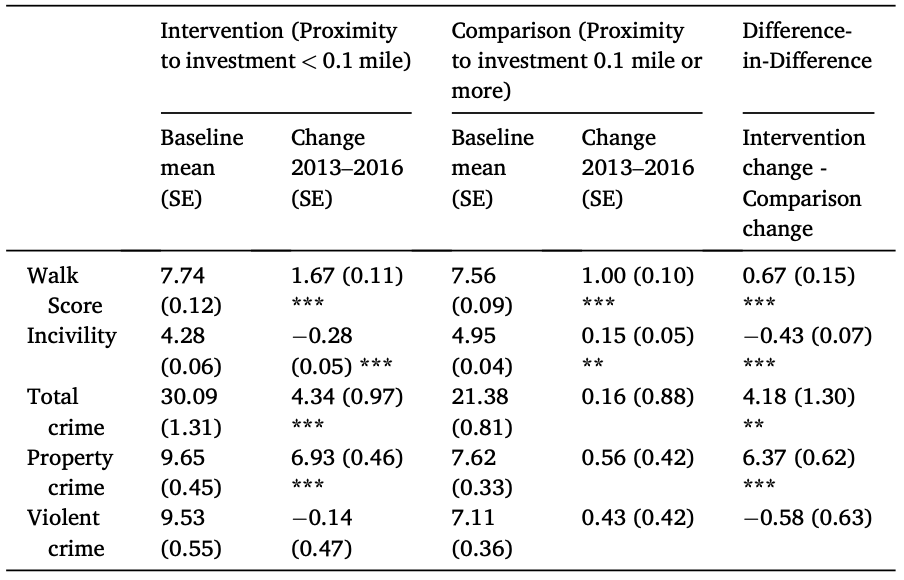 Intervention (Proximity to investment < 0.1 mile) Comparison (Proximity to investment 0.1 mile or more) Difference-in-Difference
Baseline mean (SE) Change 2013–2016 (SE) Baseline mean (SE) Change 2013–2016 (SE) Intervention change - Comparison change
Walk 7.74 1.67 (0.11) 7.56 1.00 (0.10) 0.67 (0.15)
Score (0.12) *** (0.09) *** ***
Incivility 4.28 −0.28 4.95 0.15 (0.05) −0.43 (0.07)
(0.06) (0.05) *** (0.04) ** ***
Total 30.09 4.34 (0.97) 21.38 0.16 (0.88) 4.18 (1.30)
crime (1.31) *** (0.81) **
Property 9.65 6.93 (0.46) 7.62 0.56 (0.42) 6.37 (0.62)
crime (0.45) *** (0.33) ***
Violent 9.53 −0.14 7.11 0.43 (0.42) −0.58 (0.63)
crime (0.55) (0.47) (0.36)